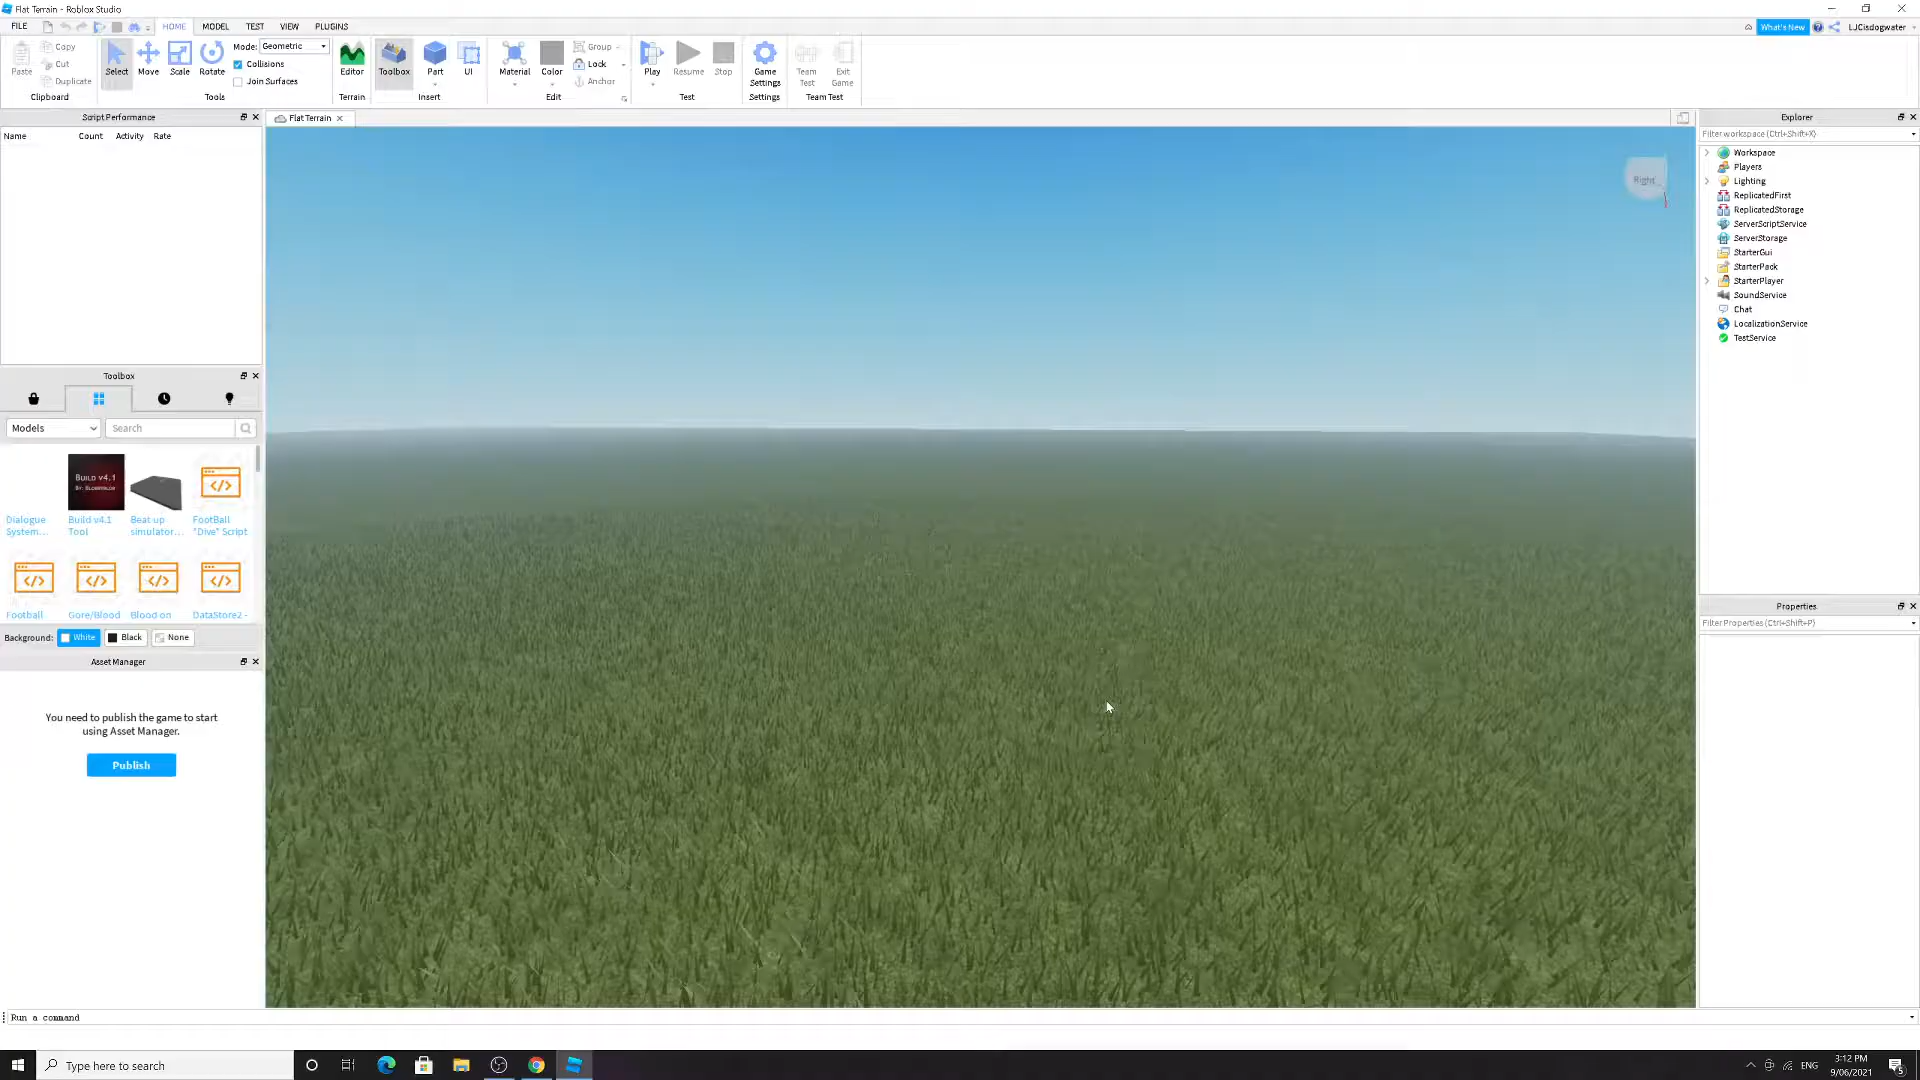 Flat Terrain - Roblox Studio
FILE HOME MODEL TEST VIEW PLUGINS What's New LJCisdogwater
Paste Copy Cut Duplicate Clipboard
Select Move Scale Rotate Mode: Geometric Collisions Join Surfaces Tools
Editor Terrain
Toolbox Part UI Insert
Material Color Group Lock Anchor Edit
Play Resume Stop Test
Game Settings Settings
Team Test Exit Game Team Test
Script Performance
Name Count Activity Rate
Toolbox
Models Search
BUILD V4.1
Dialogue System... Build v4.1 Tool Beat up simulator... FootBall "Dive" Script
Football Gore/Blood Blood on DataStore2 -
Background: White Black None
Asset Manager
You need to publish the game to start
using Asset Manager.
Publish
Flat Terrain
Right
Explorer
Filter workspace (Ctrl+Shift+X)
Workspace
Players
Lighting
ReplicatedFirst
ReplicatedStorage
ServerScriptService
ServerStorage
StarterGui
StarterPack
StarterPlayer
SoundService
Chat
LocalizationService
TestService
Properties
Filter Properties (Ctrl+Shift+P)
Run a command
Type here to search
ENG
3:12 PM
9/06/2021
5